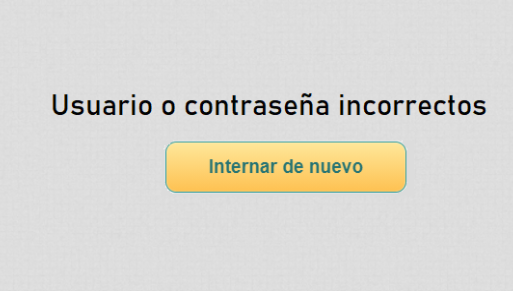 Usuario o contraseña incorrectos
Internar de nuevo